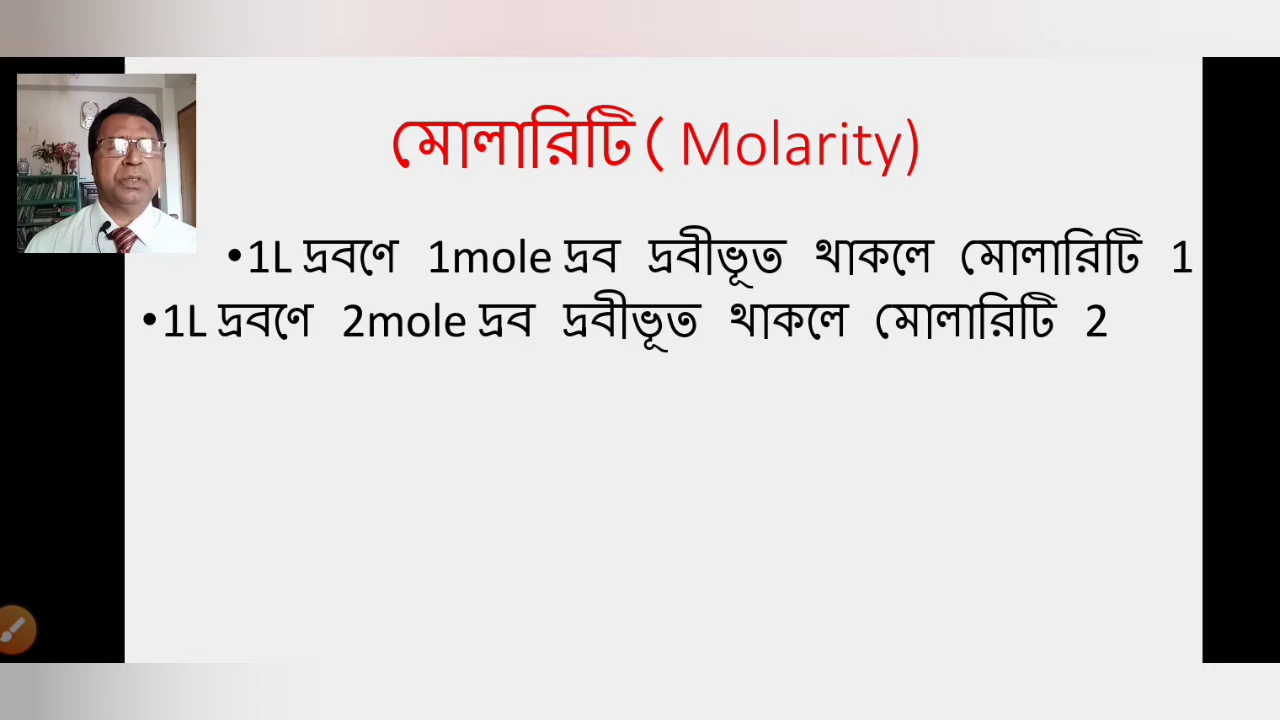 মোলারিটি ( Molarity)
•1L দ্রবণে 1mole দ্রব দ্রবীভূত থাকলে মোলারিটি 1
•1L দ্রবণে 2mole দ্রব দ্রবীভূত থাকলে মোলারিটি 2